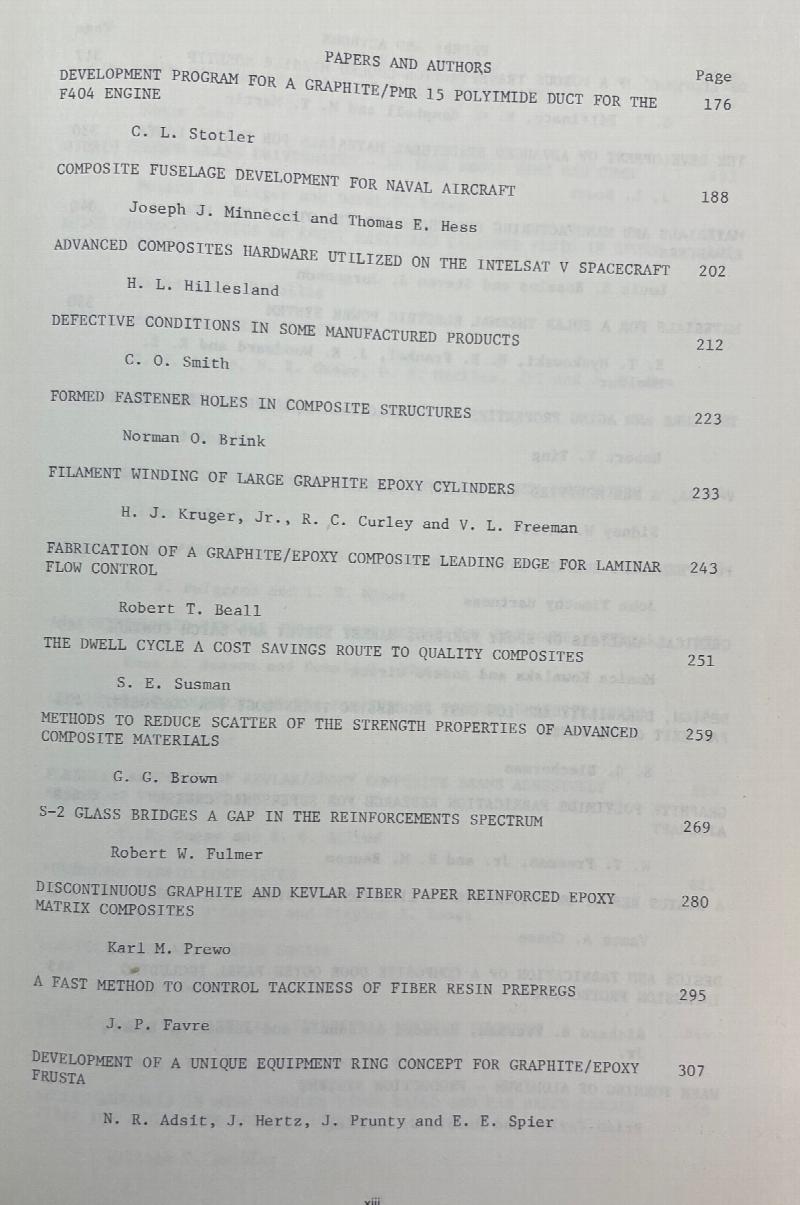 PAPERS AND AUTHORS
Page
DEVELOPMENT PROGRAM FOR A GRAPHITE/PMR 15 POLYIMIDE DUCT FOR THE
F404 ENGINE 176
C. L. Stotler
COMPOSITE FUSELAGE DEVELOPMENT FOR NAVAL AIRCRAFT 188
Joseph J. Minnecci and Thomas E. Hess
ADVANCED COMPOSITES HARDWARE UTILIZED ON THE INTELSAT V SPACECRAFT 202
H. L. Hillesland
DEFECTIVE CONDITIONS IN SOME MANUFACTURED PRODUCTS 212
C. O. Smith
FORMED FASTENER HOLES IN COMPOSITE STRUCTURES 223
Norman O. Brink
FILAMENT WINDING OF LARGE GRAPHITE EPOXY CYLINDERS 233
H. J. Kruger, Jr., R. C. Curley and V. L. Freeman
FABRICATION OF A GRAPHITE/EPOXY COMPOSITE LEADING EDGE FOR LAMINAR 243
FLOW CONTROL
Robert T. Beall
THE DWELL CYCLE A COST SAVINGS ROUTE TO QUALITY COMPOSITES 251
S. E. Susman
METHODS TO REDUCE SCATTER OF THE STRENGTH PROPERTIES OF ADVANCED 259
COMPOSITE MATERIALS
G. G. Brown
S-2 GLASS BRIDGES A GAP IN THE REINFORCEMENTS SPECTRUM 269
Robert W. Fulmer
DISCONTINUOUS GRAPHITE AND KEVLAR FIBER PAPER REINFORCED EPOXY 280
MATRIX COMPOSITES
Karl M. Prewo
A FAST METHOD TO CONTROL TACKINESS OF FIBER RESIN PREPREGS 295
J. P. Favre
DEVELOPMENT OF A UNIQUE EQUIPMENT RING CONCEPT FOR GRAPHITE/EPOXY 307
FRUSTA
N. R. Adsit, J. Hertz, J. Prunty and E. E. Spier
xiii